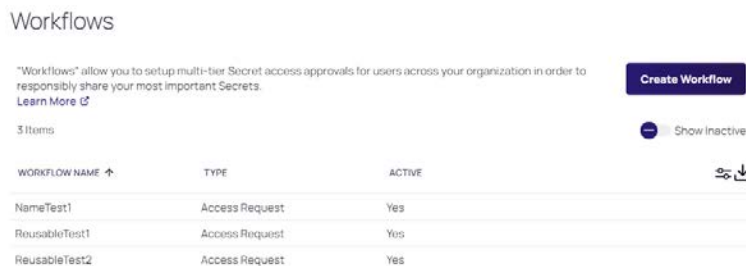 Workflows
"Workflows" allow you to setup multi-tier Secret access approvals for users across your organization in order to
responsibly share your most important Secrets.
Create Workflow
Learn More
3 Items
Show Inactive
WORKFLOW NAME TYPE ACTIVE
NameTest1 Access Request Yes
ReusableTest1 Access Request Yes
ReusableTest2 Access Request Yes